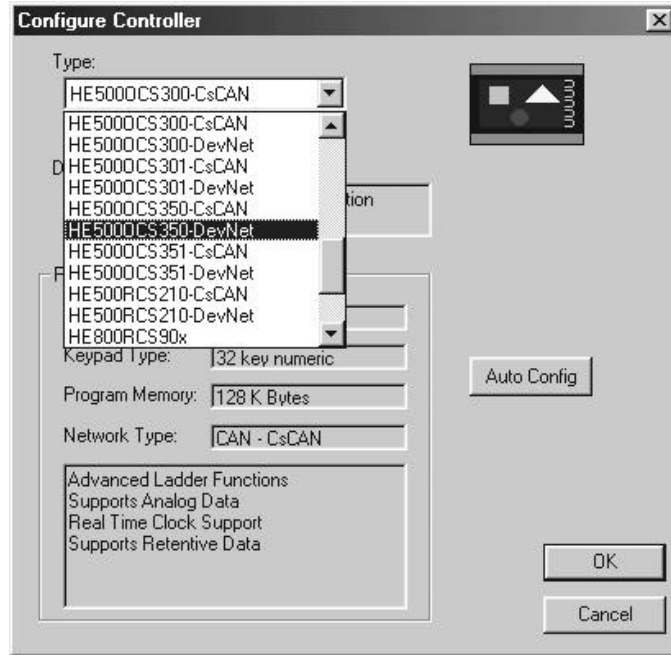 Configure Controller
Type:
HE500OCS300-CsCAN
HE500OCS300-CsCAN
HE500OCS300-DevNet
HE500OCS301-CsCAN
D
HE500OCS301-DevNet
HE500OCS350-CsCAN
tion
HE500OCS350-DevNet
HE500OCS351-CsCAN
HE500OCS351-DevNet
F
HE500RCS210-CsCAN
HE500RCS210-DevNet
HE800RCS90x
Keypad Type: 32 key numeric
Auto Config
Program Memory: 128 K Bytes
Network Type: CAN - CsCAN
Advanced Ladder Functions
Supports Analog Data
Real Time Clock Support
Supports Retentive Data
OK
Cancel